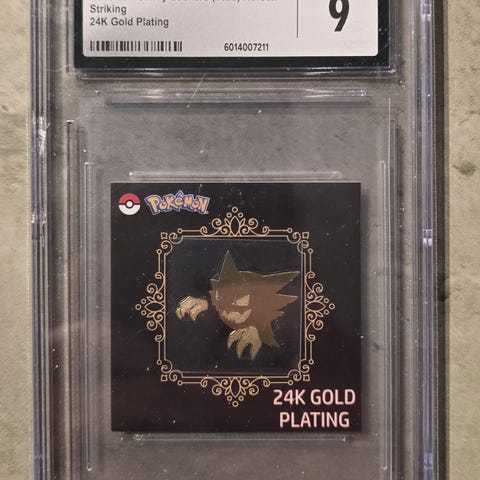 Striking
24K Gold Plating
9
6014007211
POKéMON
24K GOLD
PLATING